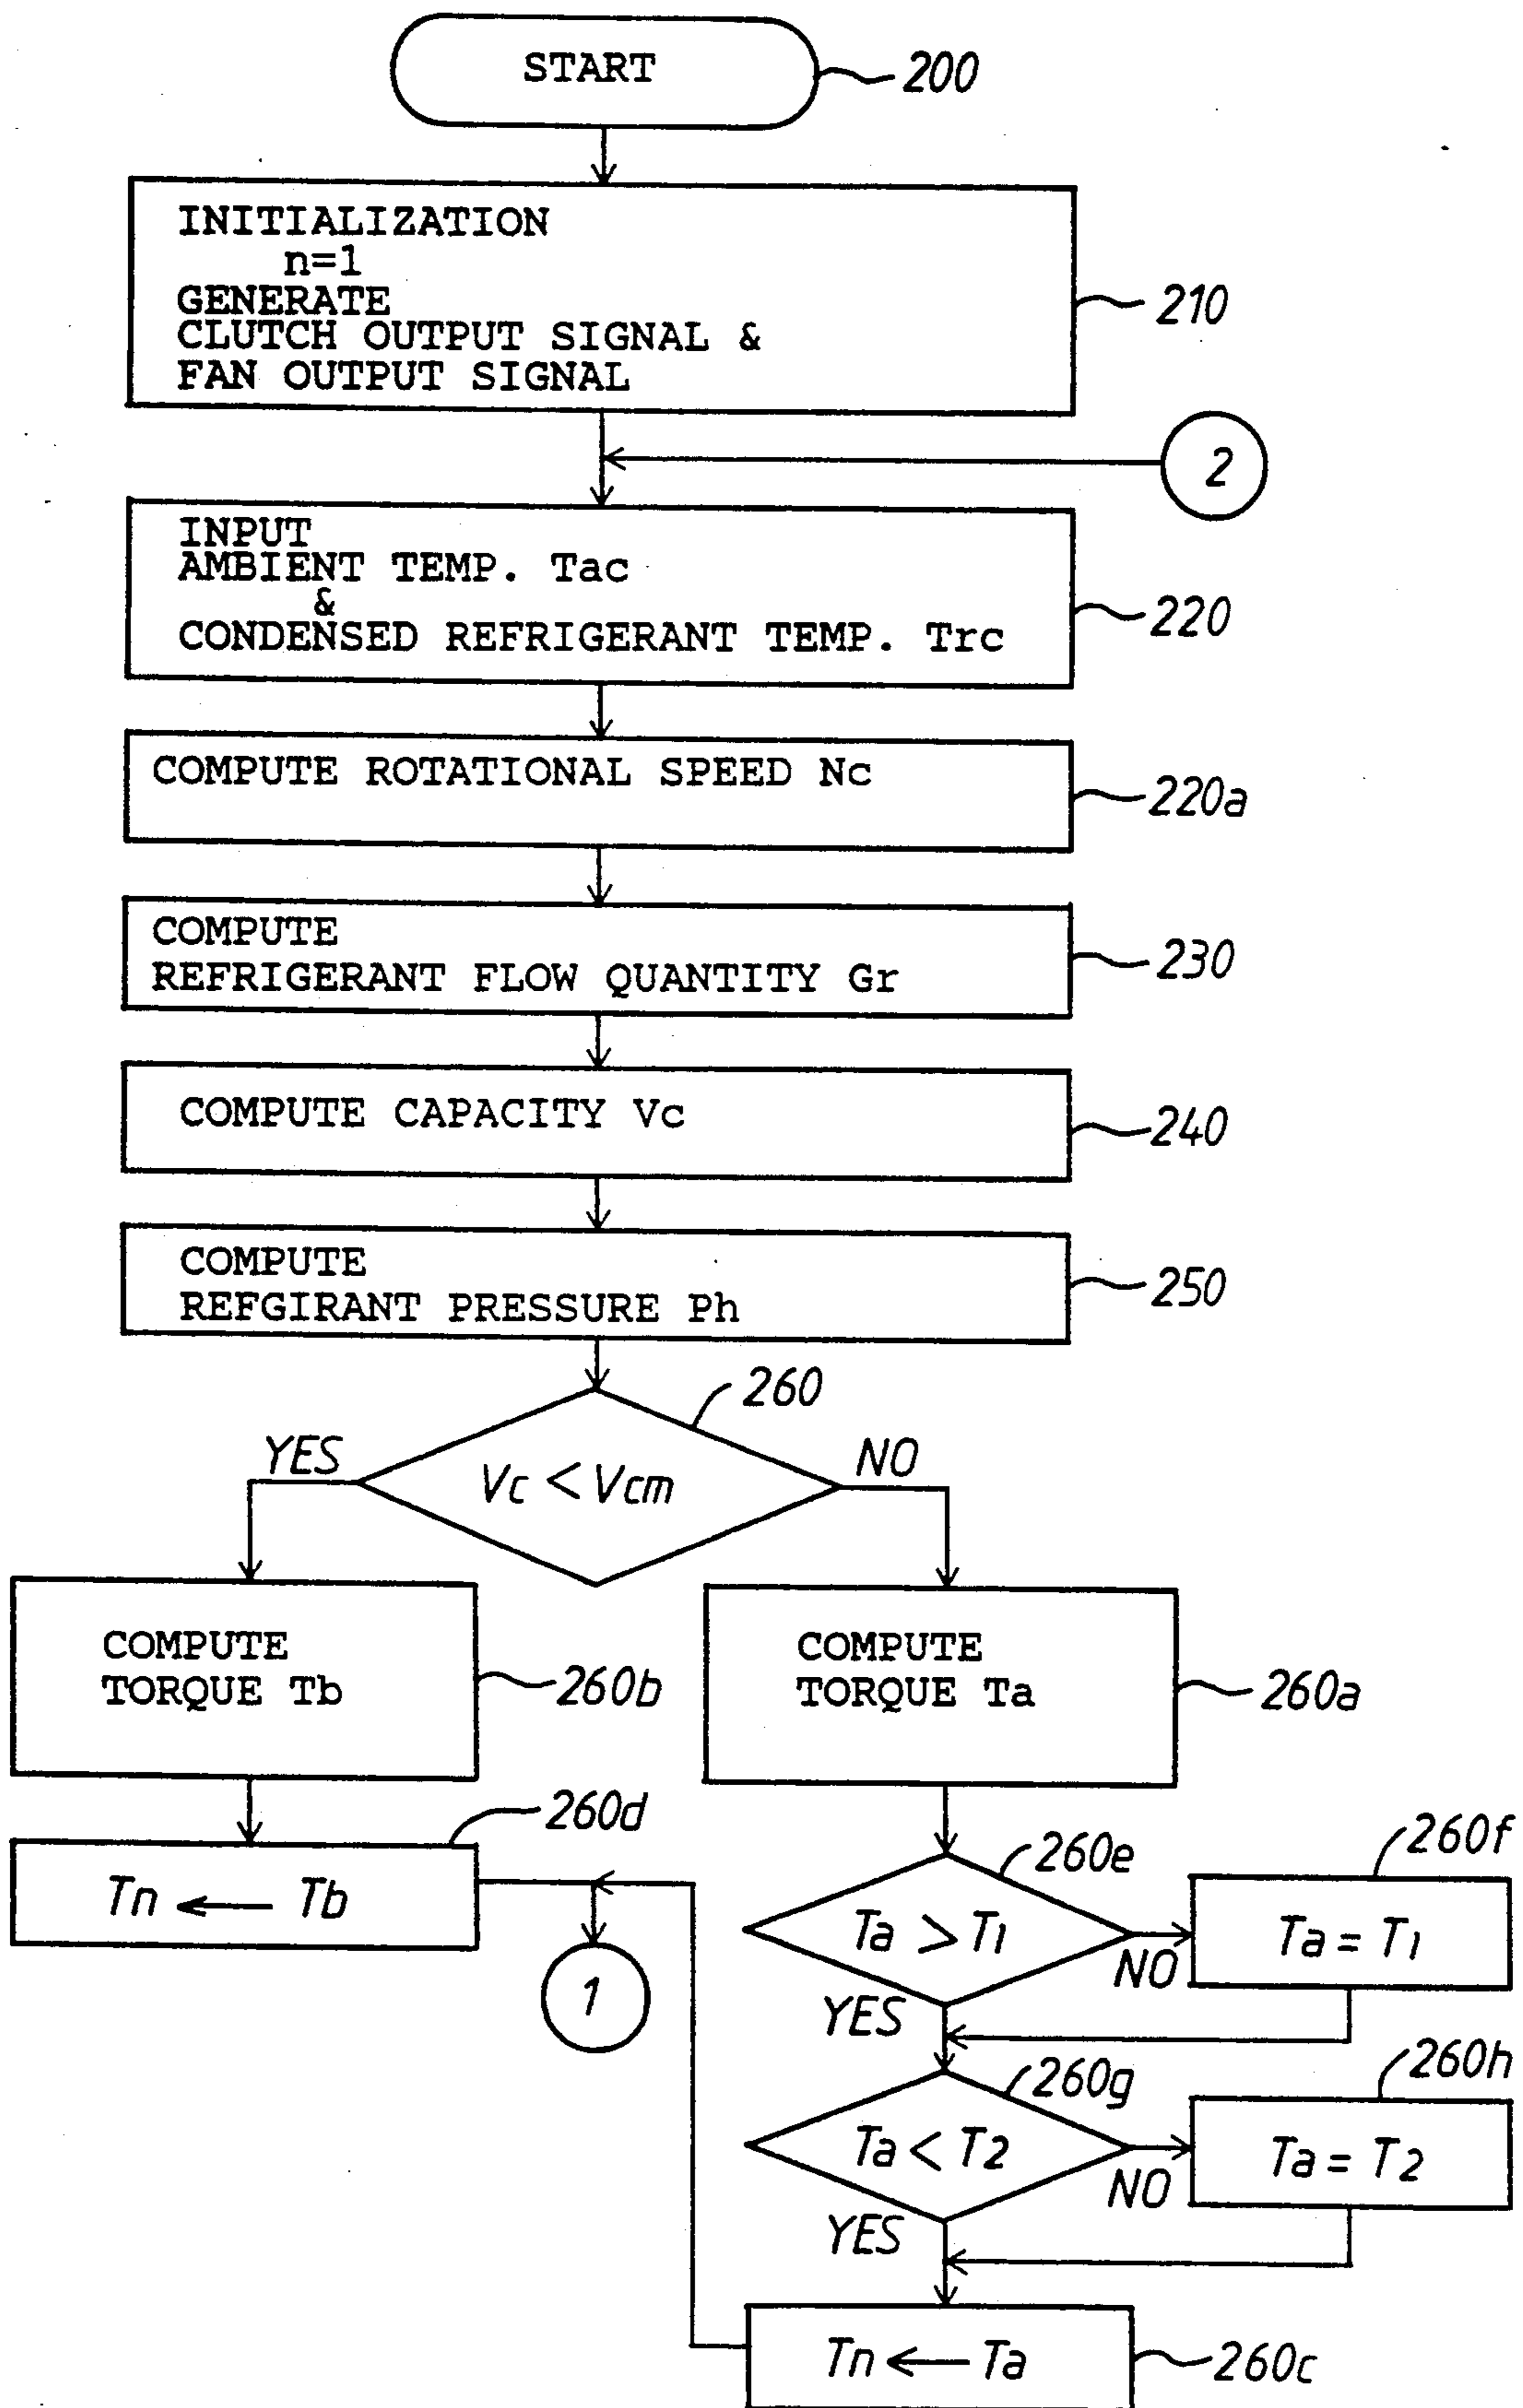 START
200
INITIALIZATION
n=1
GENERATE
CLUTCH OUTPUT SIGNAL &
FAN OUTPUT SIGNAL
210
2
INPUT
AMBIENT TEMP. Tac
&
CONDENSED REFRIGERANT TEMP. Trc
220
COMPUTE ROTATIONAL SPEED Nc
220a
COMPUTE
REFRIGERANT FLOW QUANTITY Gr
230
COMPUTE CAPACITY Vc
240
COMPUTE
REFGIRANT PRESSURE Ph
250
260
YES
Vc < Vcm
NO
COMPUTE
TORQUE Tb
260b
COMPUTE
TORQUE Ta
260a
260d
Tn ← Tb
1
260e
Ta > T1
NO
YES
260f
Ta = T1
260g
Ta < T2
NO
YES
260h
Ta = T2
Tn ← Ta
260c